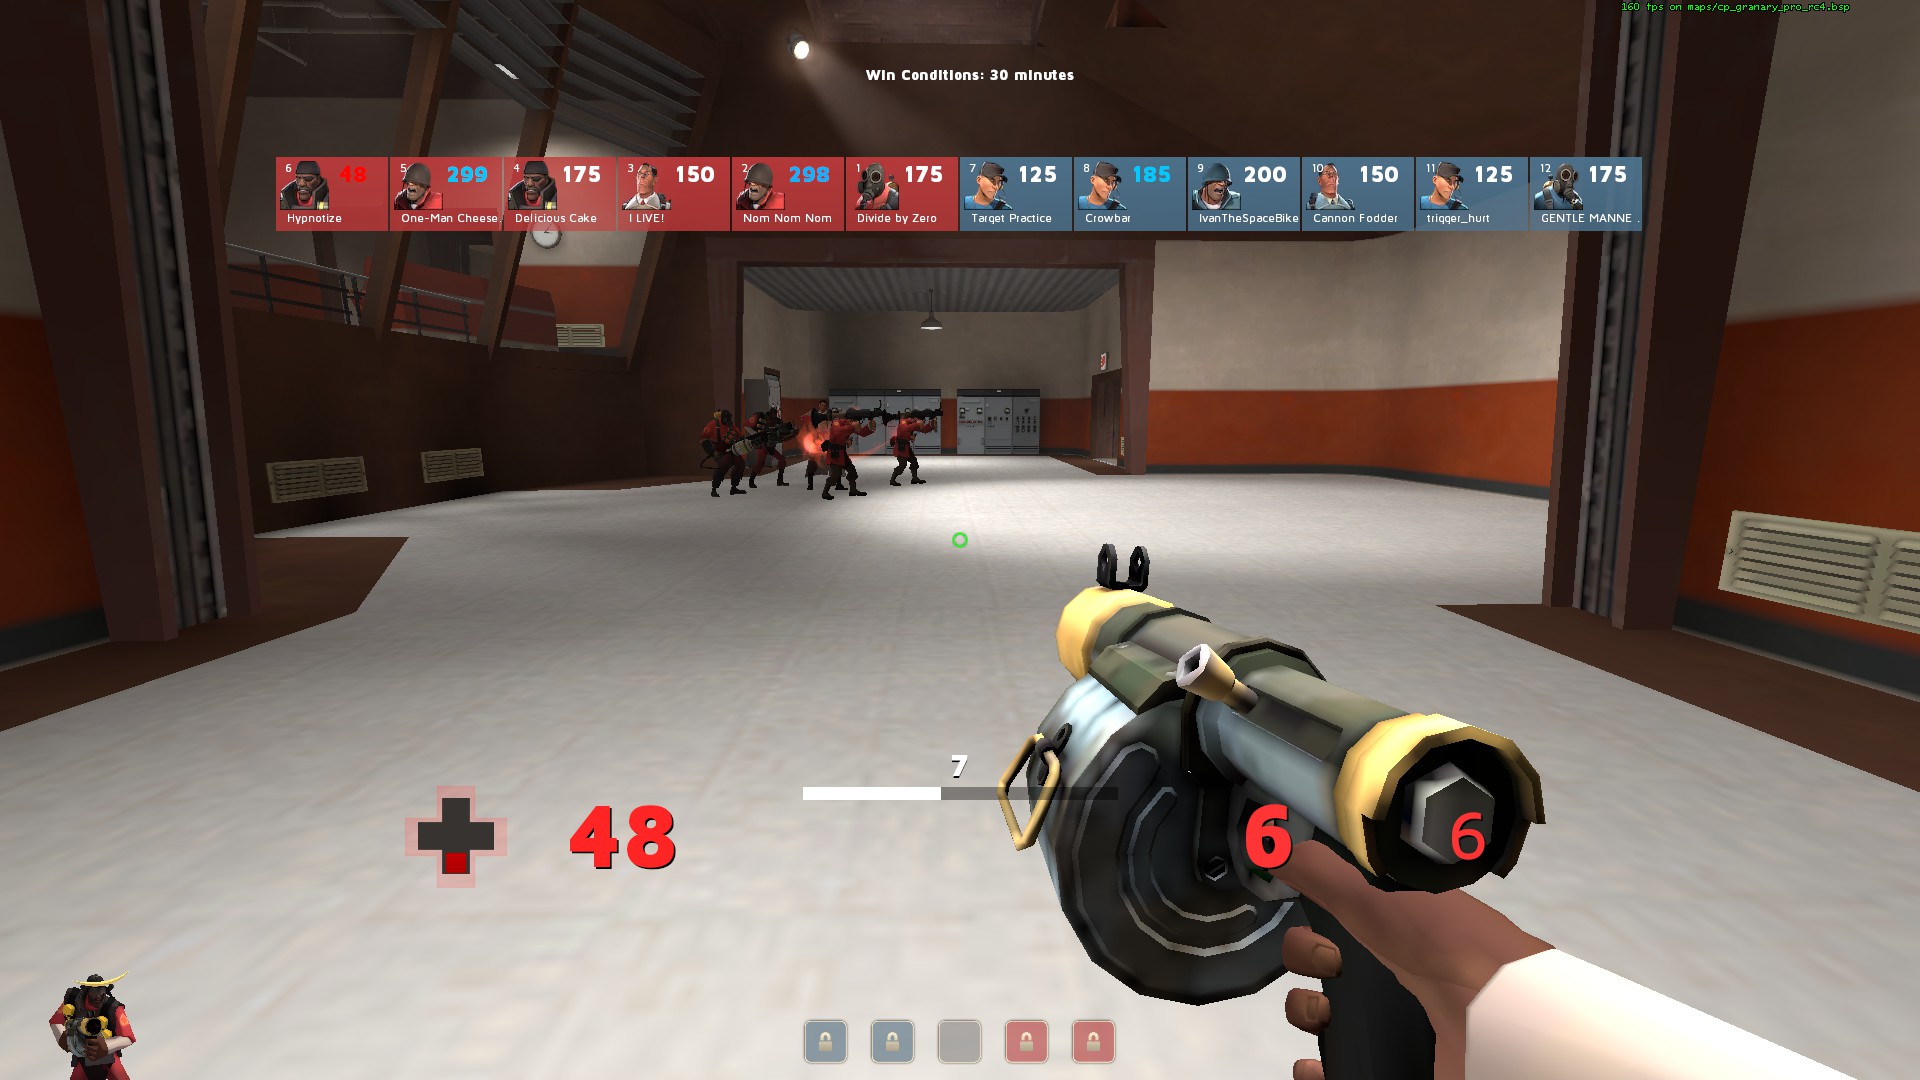 160 fps on maps/cp_granary_pro_rc4.bsp
Win Conditions: 30 minutes
6 48 5 299 4 175 3 150 2 298 1 175 7 125 8 185 9 200 10 150 11 125 12 175
Hypnotize One-Man Cheese. Delicious Cake I LIVE! Nom Nom Nom Divide by Zero Target Practice Crowbar IvanTheSpaceBike Cannon Fodder trigger_hurt GENTLE MANNE .
7
48 6 6